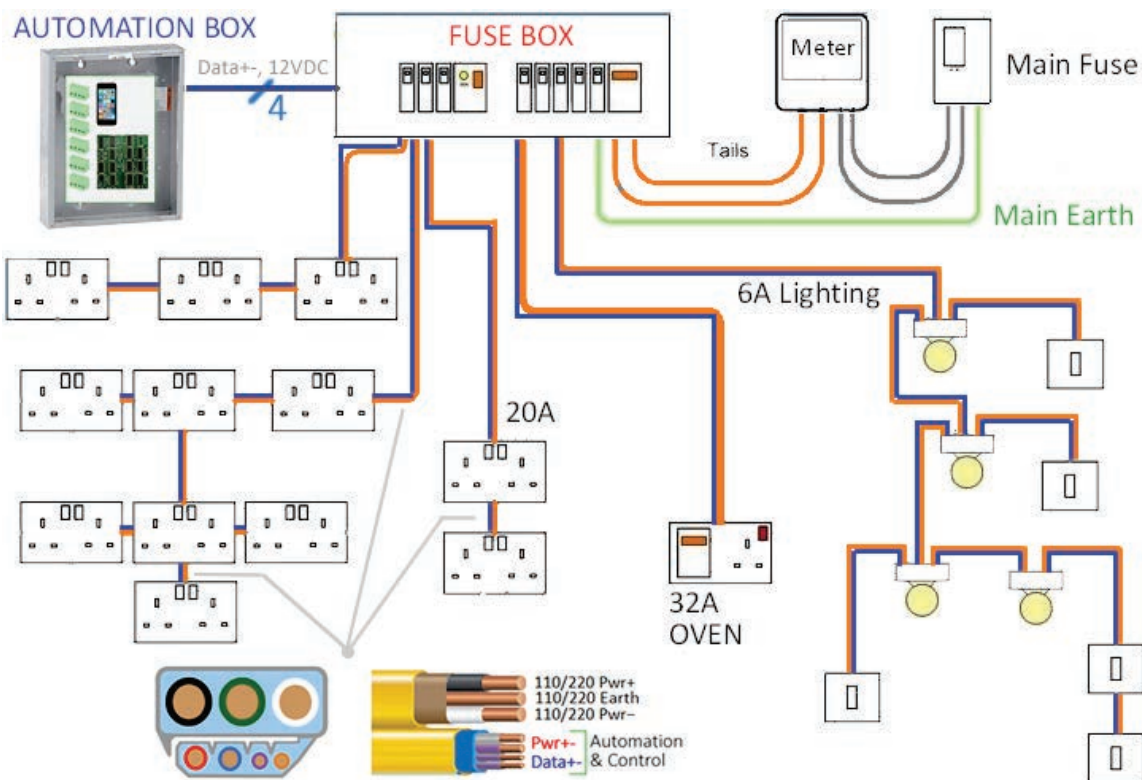 AUTOMATION BOX
FUSE BOX
Meter
Main Fuse
Data+-, 12VDC
4
Tails
Main Earth
6A Lighting
20A
32A
OVEN
110/220 Pwr+
110/220 Earth
110/220 Pwr–
Pwr+- Automation
Data+- & Control